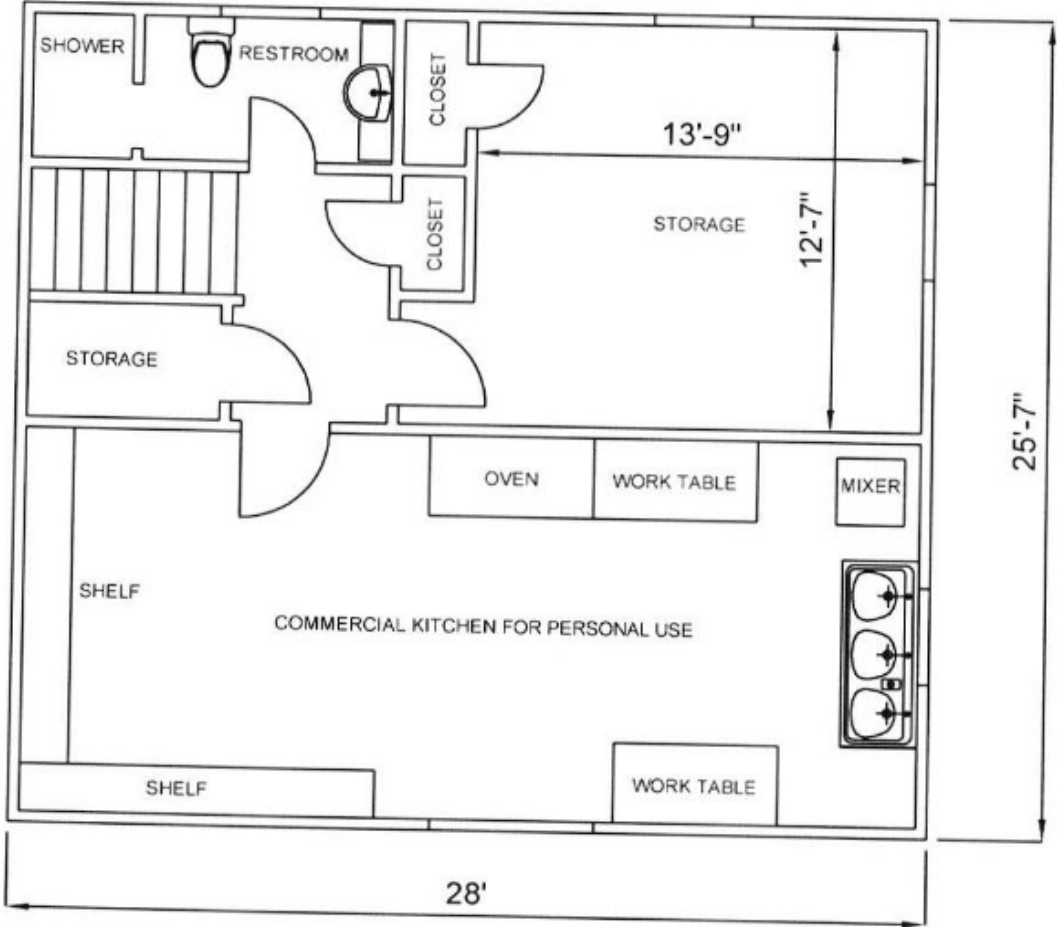 SHOWER
RESTROOM
CLOSET
13'-9"
12'-7"
STORAGE
CLOSET
STORAGE
25'-7"
OVEN
WORK TABLE
MIXER
SHELF
COMMERCIAL KITCHEN FOR PERSONAL USE
SHELF
WORK TABLE
28'